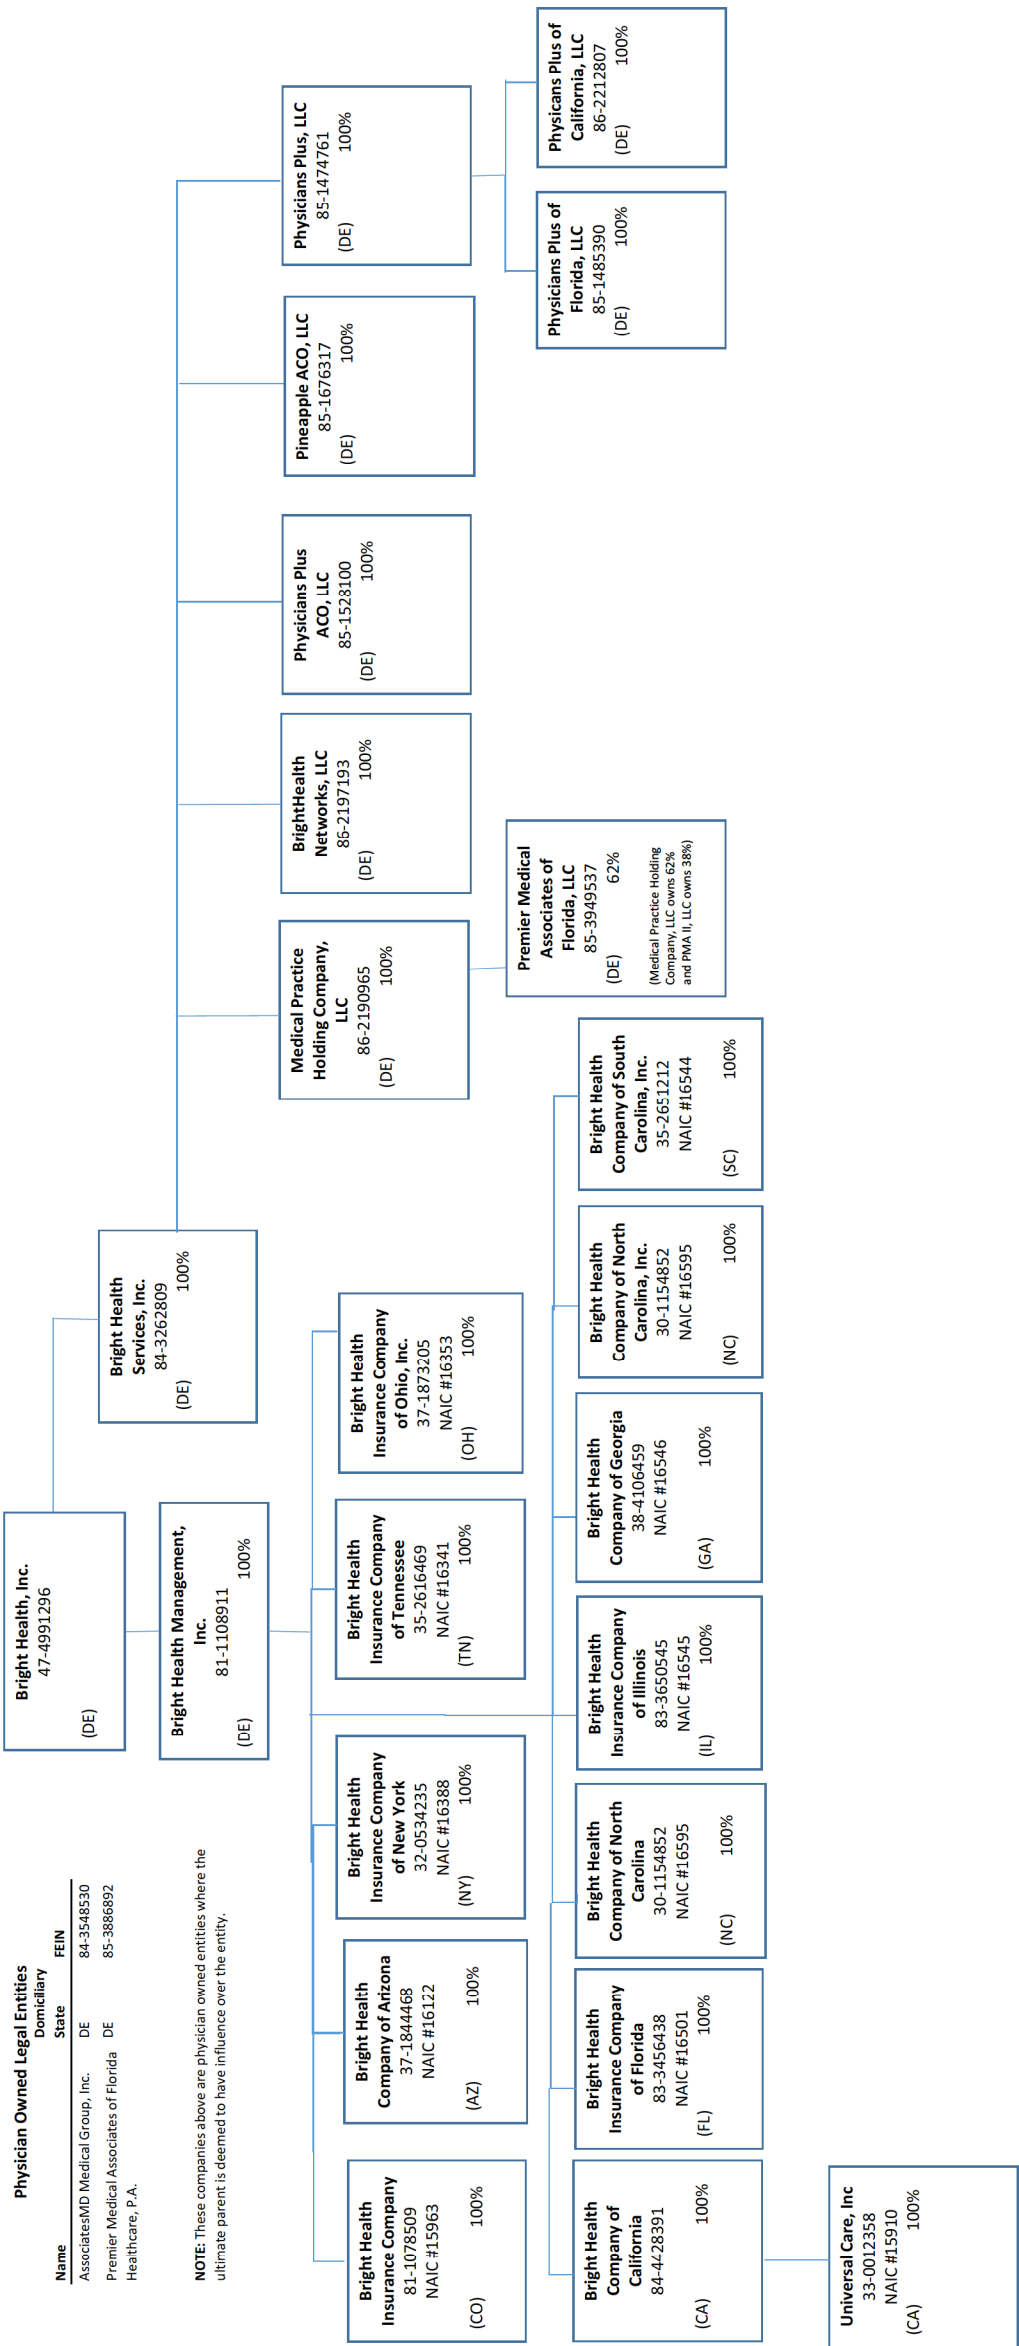 Physician Owned Legal Entities
Domiciliary
Name State FEIN
AssociatesMD Medical Group, Inc. DE 84-3548530
Premier Medical Associates of Florida DE 85-3886892
Healthcare, P.A.
NOTE: These companies above are physician owned entities where the
ultimate parent is deemed to have influence over the entity.
Bright Health, Inc.
47-4991296
(DE)
Bright Health Management,
Inc.
81-1108911
(DE) 100%
Bright Health
Services, Inc.
84-3262809
(DE) 100%
Medical Practice
Holding Company,
LLC
86-2190965
(DE) 100%
BrightHealth
Networks, LLC
86-2197193
(DE) 100%
Physicians Plus
ACO, LLC
85-1528100
(DE) 100%
Pineapple ACO, LLC
85-1676317
(DE) 100%
Physicians Plus, LLC
85-1474761
(DE) 100%
Premier Medical
Associates of
Florida, LLC
85-3949537
(DE) 62%
(Medical Practice Holding
Company, LLC owns 62%
and PMA II, LLC owns 38%)
Physicians Plus of
Florida, LLC
85-1485390
(DE) 100%
Physicans Plus of
California, LLC
86-2212807
(DE) 100%
Bright Health
Insurance Company
81-1078509
NAIC #15963
(CO) 100%
Bright Health
Company of Arizona
37-1844468
NAIC #16122
(AZ) 100%
Bright Health
Insurance Company
of New York
32-0534235
NAIC #16388
(NY) 100%
Bright Health
Insurance Company
of Tennessee
35-2616469
NAIC #16341
(TN) 100%
Bright Health
Insurance Company
of Ohio, Inc.
37-1873205
NAIC #16353
(OH) 100%
Bright Health
Company of
California
84-4428391
(CA) 100%
Bright Health
Insurance Company
of Florida
83-3456438
NAIC #16501
(FL) 100%
Bright Health
Company of North
Carolina
30-1154852
NAIC #16595
(NC) 100%
Bright Health
Insurance Company
of Illinois
83-3650545
NAIC #16545
(IL) 100%
Bright Health
Company of Georgia
38-4106459
NAIC #16546
(GA) 100%
Bright Health
Company of North
Carolina, Inc.
30-1154852
NAIC #16595
(NC) 100%
Bright Health
Company of South
Carolina, Inc.
35-2651212
NAIC #16544
(SC) 100%
Universal Care, Inc
33-0012358
NAIC #15910
(CA) 100%